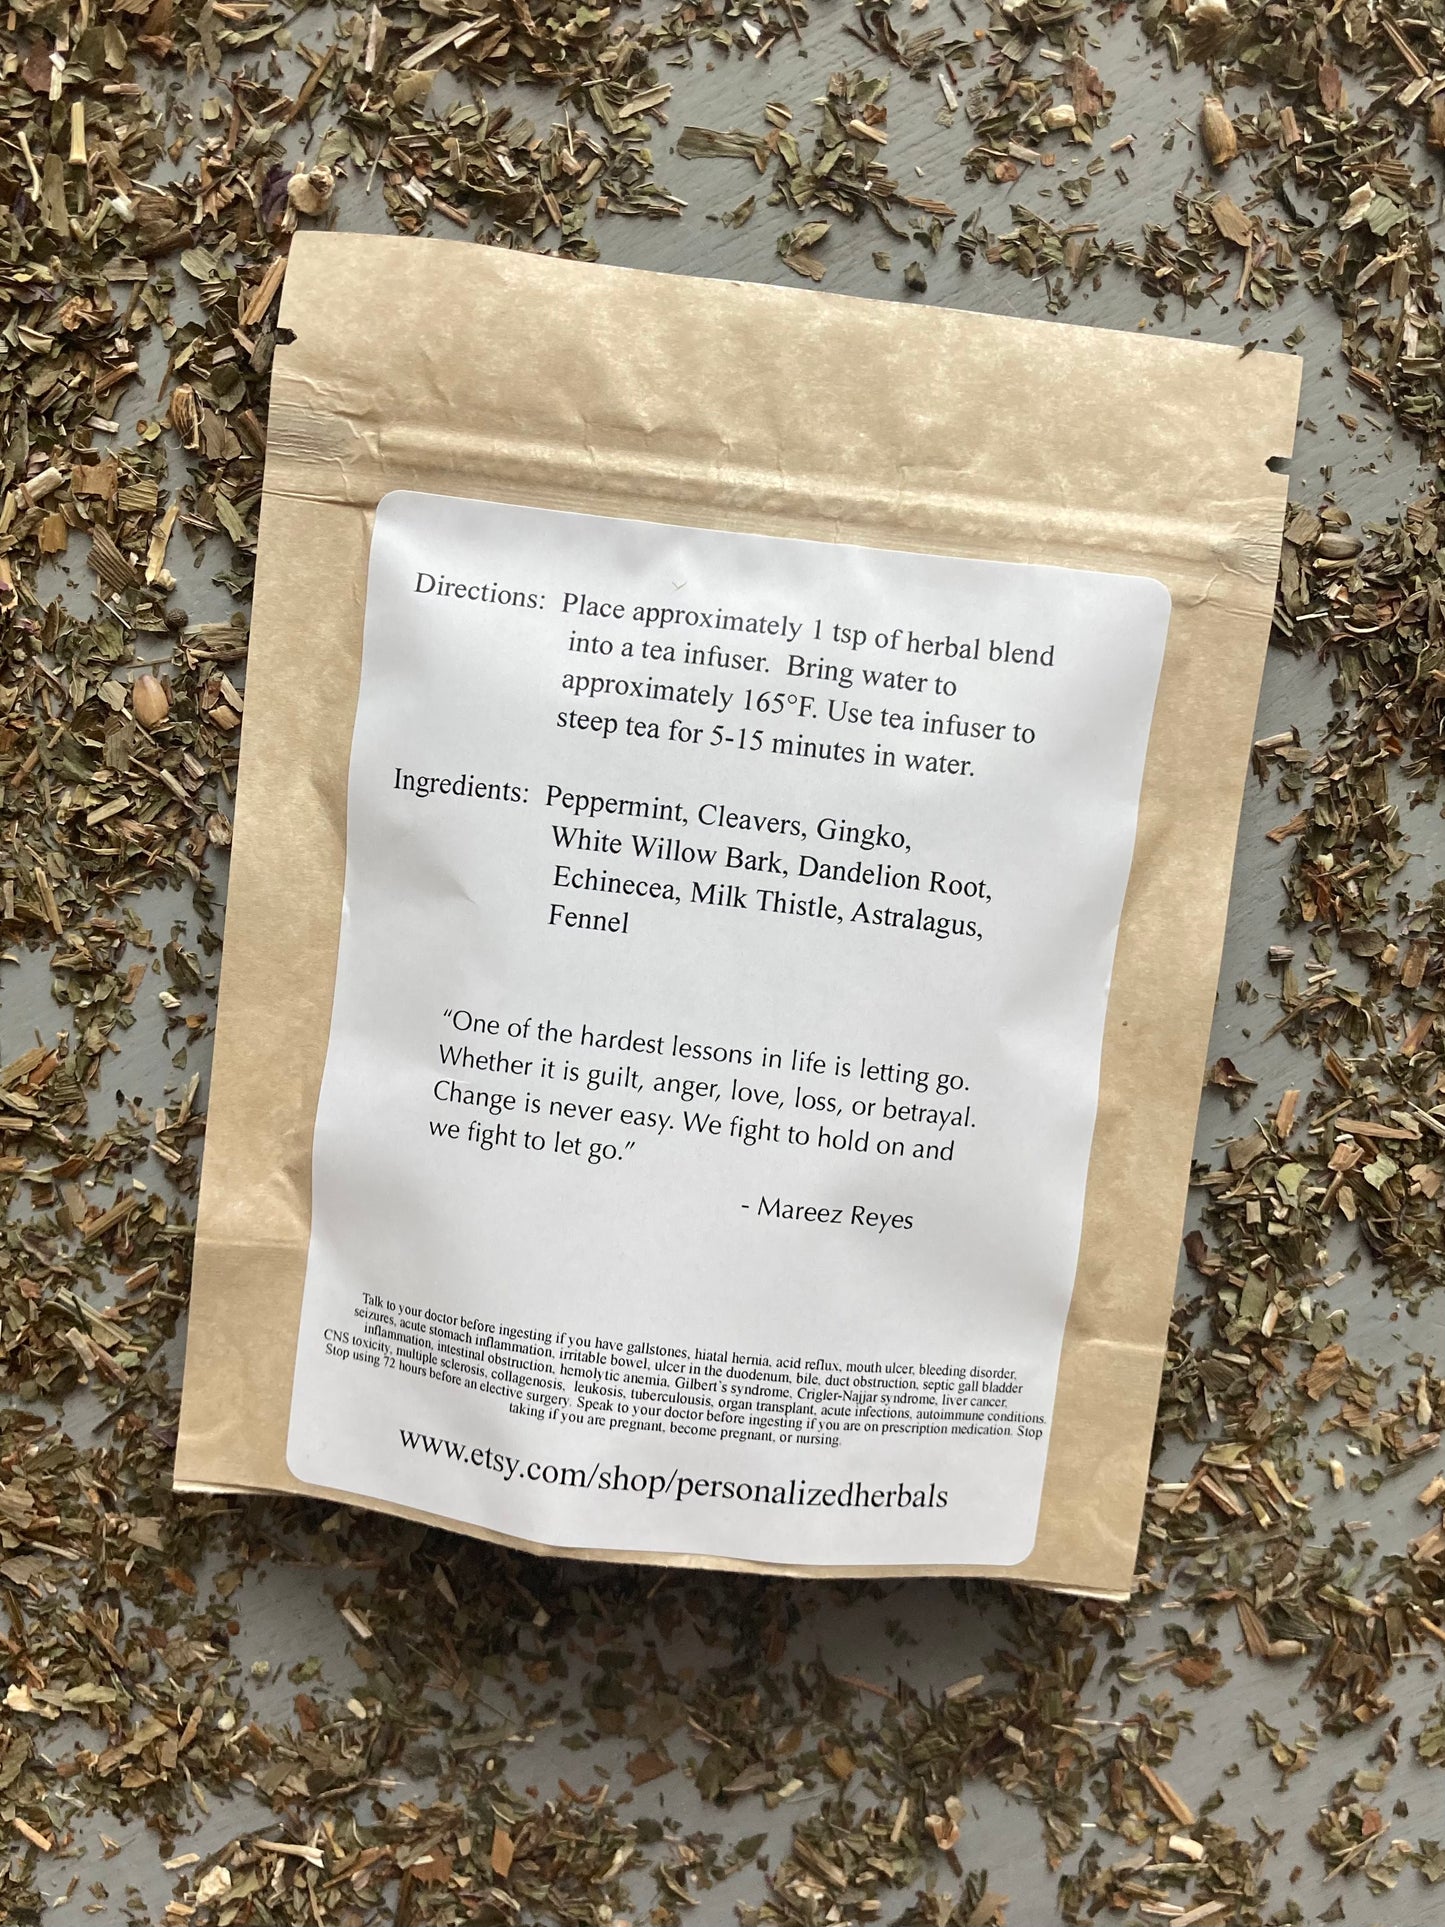 Directions: Place approximately 1 tsp of herbal blend
into a tea infuser. Bring water to
approximately 165°F. Use tea infuser to
steep tea for 5-15 minutes in water.
Ingredients: Peppermint, Cleavers, Gingko,
White Willow Bark, Dandelion Root,
Echinecea, Milk Thistle, Astralagus,
Fennel
“One of the hardest lessons in life is letting go.
Whether it is guilt, anger, love, loss, or betrayal.
Change is never easy. We fight to hold on and
we fight to let go.”
- Mareez Reyes
Talk to your doctor before ingesting if you have gallstones, hiatal hernia, acid reflux, mouth ulcer, bleeding disorder,
seizures, acute stomach inflammation, irritable bowel, ulcer in the duodenum, bile, duct obstruction, septic gall bladder
inflammation, intestinal obstruction, hemolytic anemia, Gilbert's syndrome, Crigler-Najjar syndrome, liver cancer,
CNS toxicity, multiple sclerosis, collagenosis, leukosis, tuberculousis, organ transplant, acute infections, autoimmune conditions.
Stop using 72 hours before an elective surgery. Speak to your doctor before ingesting if you are on prescription medication. Stop
taking if you are pregnant, become pregnant, or nursing.
www.etsy.com/shop/personalizedherbals